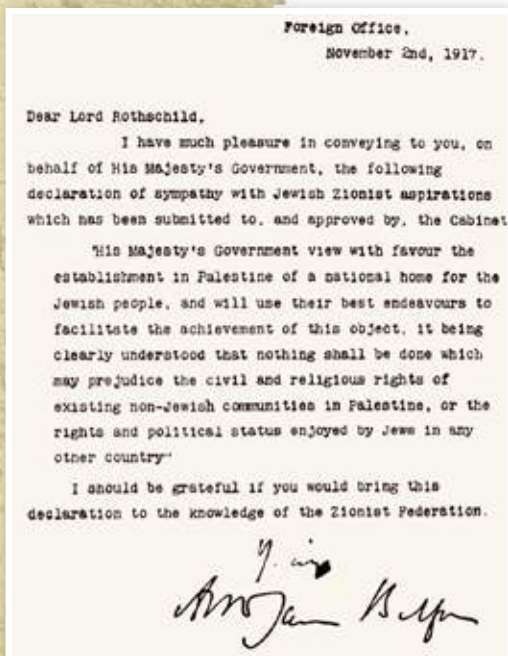 Foreign Office,
November 2nd, 1917.
Dear Lord Rothschild,
I have much pleasure in conveying to you, on
behalf of His Majesty's Government, the following
declaration of sympathy with Jewish Zionist aspirations
which has been submitted to, and approved by, the Cabinet
"His Majesty's Government view with favour the
establishment in Palestine of a national home for the
Jewish people, and will use their best endeavours to
facilitate the achievement of this object, it being
clearly understood that nothing shall be done which
may prejudice the civil and religious rights of
existing non-Jewish communities in Palestine, or the
rights and political status enjoyed by Jews in any
other country"
I should be grateful if you would bring this
declaration to the knowledge of the Zionist Federation.